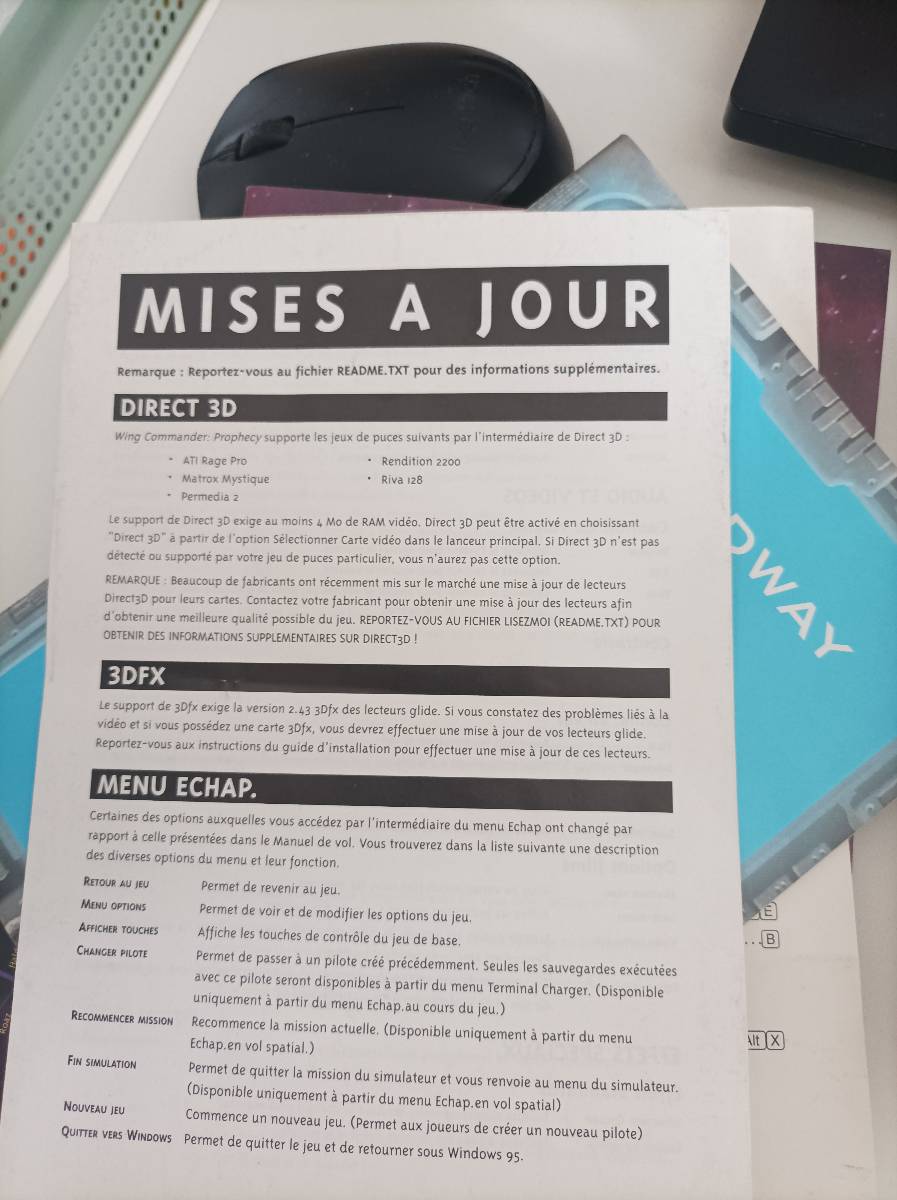 MISES A JOUR
Remarque : Reportez-vous au fichier README.TXT pour des informations supplémentaires.
DIRECT 3D
Wing Commander: Prophecy supporte les jeux de puces suivants par l'intermédiaire de Direct 3D :
• ATI Rage Pro
• Matrox Mystique
• Permedia 2
• Rendition 2200
• Riva 128
Le support de Direct 3D exige au moins 4 Mo de RAM vidéo. Direct 3D peut être activé en choisissant
"Direct 3D" à partir de l'option Sélectionner Carte vidéo dans le lanceur principal. Si Direct 3D n'est pas
détecté ou supporté par votre jeu de puces particulier, vous n'aurez pas cette option.
REMARQUE : Beaucoup de fabricants ont récemment mis sur le marché une mise à jour de lecteurs
Direct3D pour leurs cartes. Contactez votre fabricant pour obtenir une mise à jour des lecteurs afin
d'obtenir une meilleure qualité possible du jeu. REPORTEZ-VOUS AU FICHIER LISEZMOI (README.TXT) POUR
OBTENIR DES INFORMATIONS SUPPLEMENTAIRES SUR DIRECT3D !
3DFX
Le support de 3Dfx exige la version 2.43 3Dfx des lecteurs glide. Si vous constatez des problèmes liés à la
vidéo et si vous possédez une carte 3Dfx, vous devrez effectuer une mise à jour de vos lecteurs glide.
Reportez-vous aux instructions du guide d'installation pour effectuer une mise à jour de ces lecteurs.
MENU ECHAP.
Certaines des options auxquelles vous accédez par l'intermédiaire du menu Echap ont changé par
rapport à celle présentées dans le Manuel de vol. Vous trouverez dans la liste suivante une description
des diverses options du menu et leur fonction.
RETOUR AU JEU Permet de revenir au jeu.
MENU OPTIONS Permet de voir et de modifier les options du jeu.
AFFICHER TOUCHES Affiche les touches de contrôle du jeu de base.
CHANGER PILOTE Permet de passer à un pilote créé précédemment. Seules les sauvegardes exécutées
avec ce pilote seront disponibles à partir du menu Terminal Charger. (Disponible
uniquement à partir du menu Echap.au cours du jeu.)
RECOMMENCER MISSION Recommence la mission actuelle. (Disponible uniquement à partir du menu
Echap.en vol spatial.)
FIN SIMULATION Permet de quitter la mission du simulateur et vous renvoie au menu du simulateur.
(Disponible uniquement à partir du menu Echap.en vol spatial)
NOUVEAU JEU Commence un nouveau jeu. (Permet aux joueurs de créer un nouveau pilote)
QUITTER VERS WINDOWS Permet de quitter le jeu et de retourner sous Windows 95.
DWAY
E
..B
Alt X